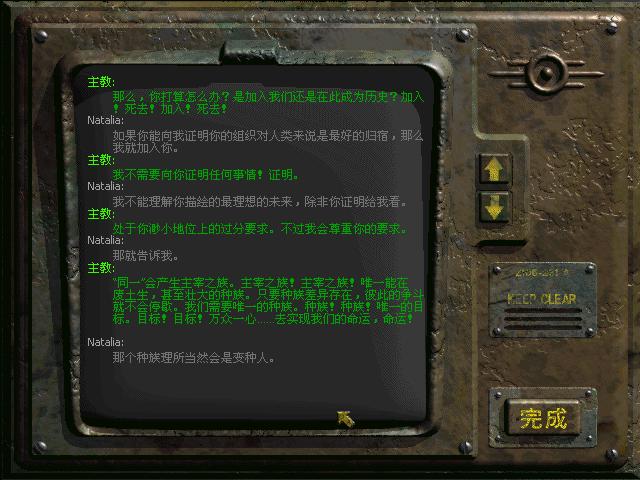 主教:
那么，你打算怎么办？是加入我们还是在此成为历史？加入
！死去！加入！死去！
Natalia:
如果你能向我证明你的组织对人类来说是最好的归宿，那么
我就加入你。
主教:
我不需要向你证明任何事情！证明。
Natalia:
我不能理解你描绘的最理想的未来，除非你证明给我看。
主教:
处于你渺小地位上的过分要求。不过我会尊重你的要求。
Natalia:
那就告诉我。
主教:
“同一”会产生主宰之族。主宰之族！主宰之族！唯一能在
废土生，甚至壮大的种族。只要种族差异存在，彼此的争斗
就不会停歇。我们需要唯一的种族。种族！种族！唯一的目
标。目标！目标！万众一心……去实现我们的命运，命运！
Natalia:
那个种族理所当然会是变种人。
KEEP CLEAR
完成